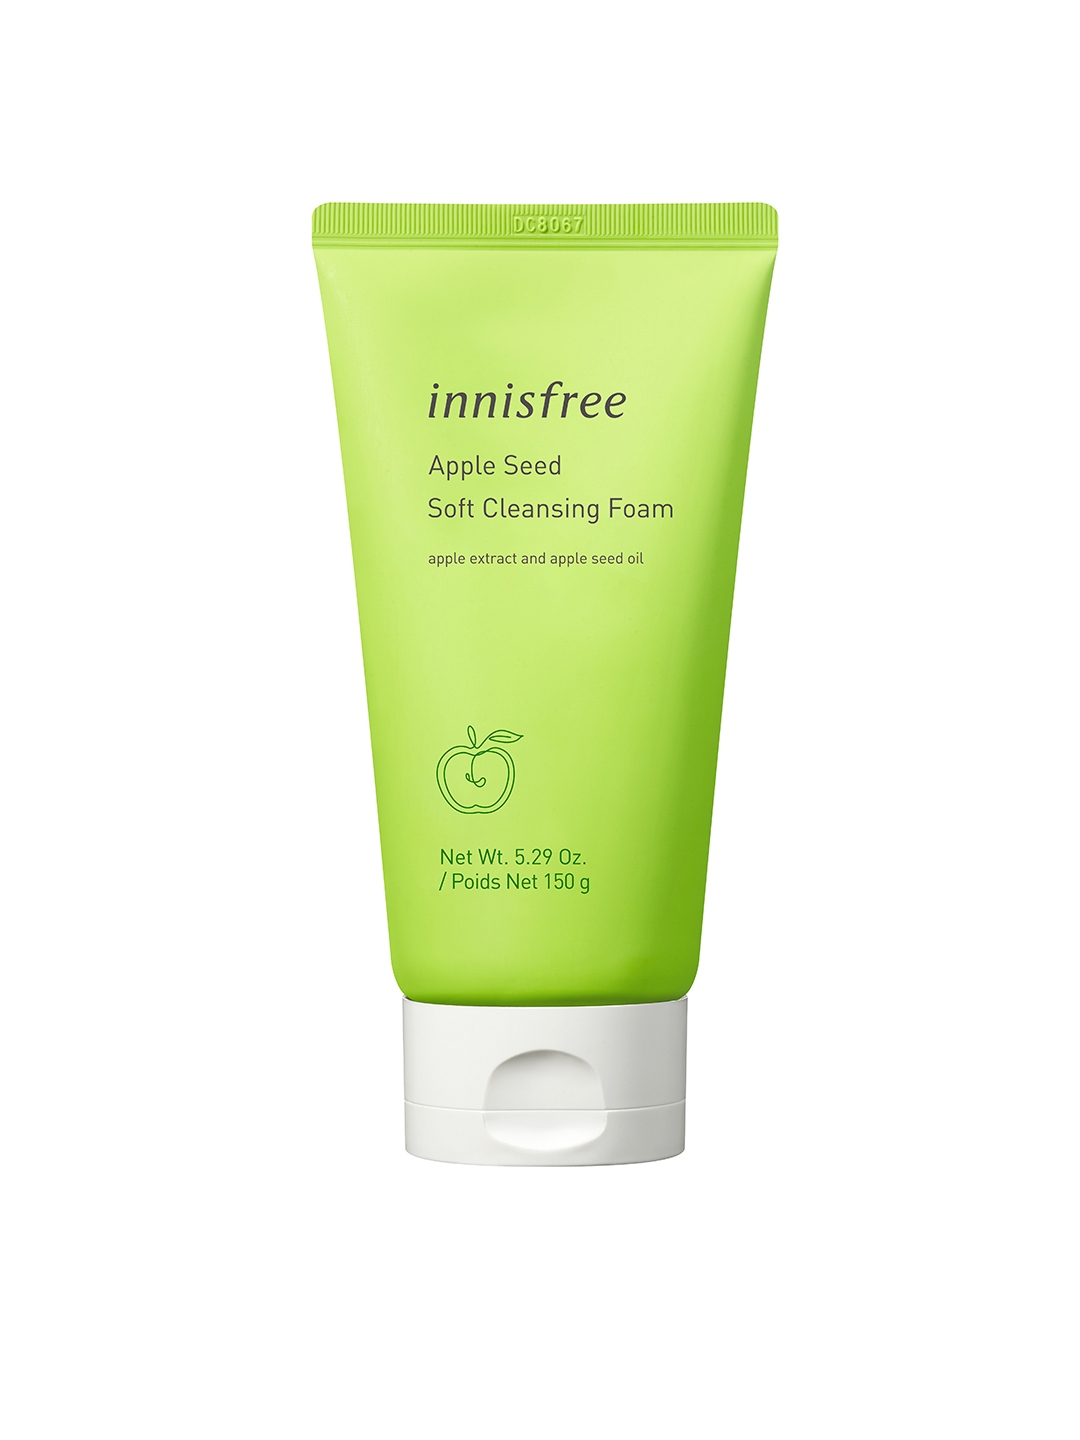 DC8067
innisfree
Apple Seed
Soft Cleansing Foam
apple extract and apple seed oil
Net Wt. 5.29 Oz.
/ Poids Net 150 g